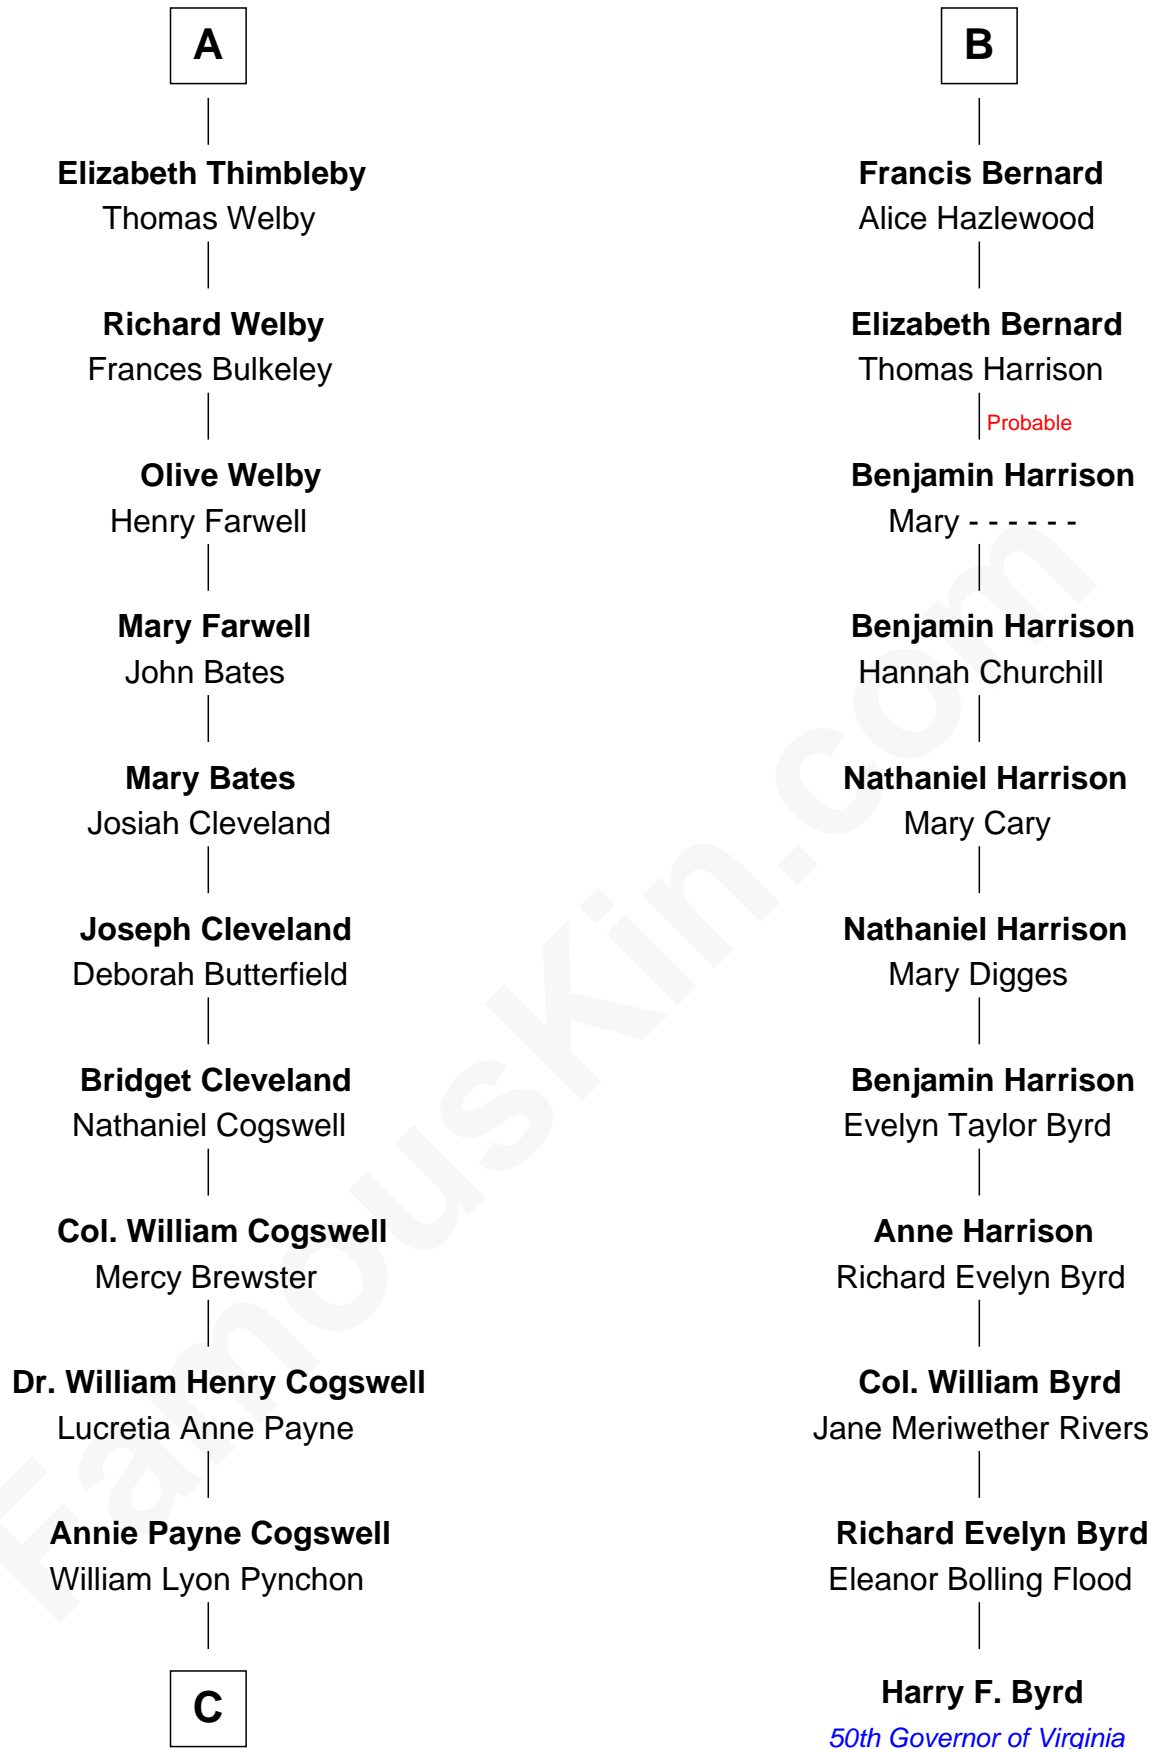 A
Elizabeth Thimbleby
Thomas Welby
Richard Welby
Frances Bulkeley
Olive Welby
Henry Farwell
Mary Farwell
John Bates
Mary Bates
Josiah Cleveland
Joseph Cleveland
Deborah Butterfield
Bridget Cleveland
Nathaniel Cogswell
Col. William Cogswell
Mercy Brewster
Dr. William Henry Cogswell
Lucretia Anne Payne
Annie Payne Cogswell
William Lyon Pynchon
C
B
Francis Bernard
Alice Hazlewood
Elizabeth Bernard
Thomas Harrison
Probable
Benjamin Harrison
Mary - - - - - -
Benjamin Harrison
Hannah Churchill
Nathaniel Harrison
Mary Cary
Nathaniel Harrison
Mary Digges
Benjamin Harrison
Evelyn Taylor Byrd
Anne Harrison
Richard Evelyn Byrd
Col. William Byrd
Jane Meriwether Rivers
Richard Evelyn Byrd
Eleanor Bolling Flood
Harry F. Byrd
50th Governor of Virginia
FamousKin.com